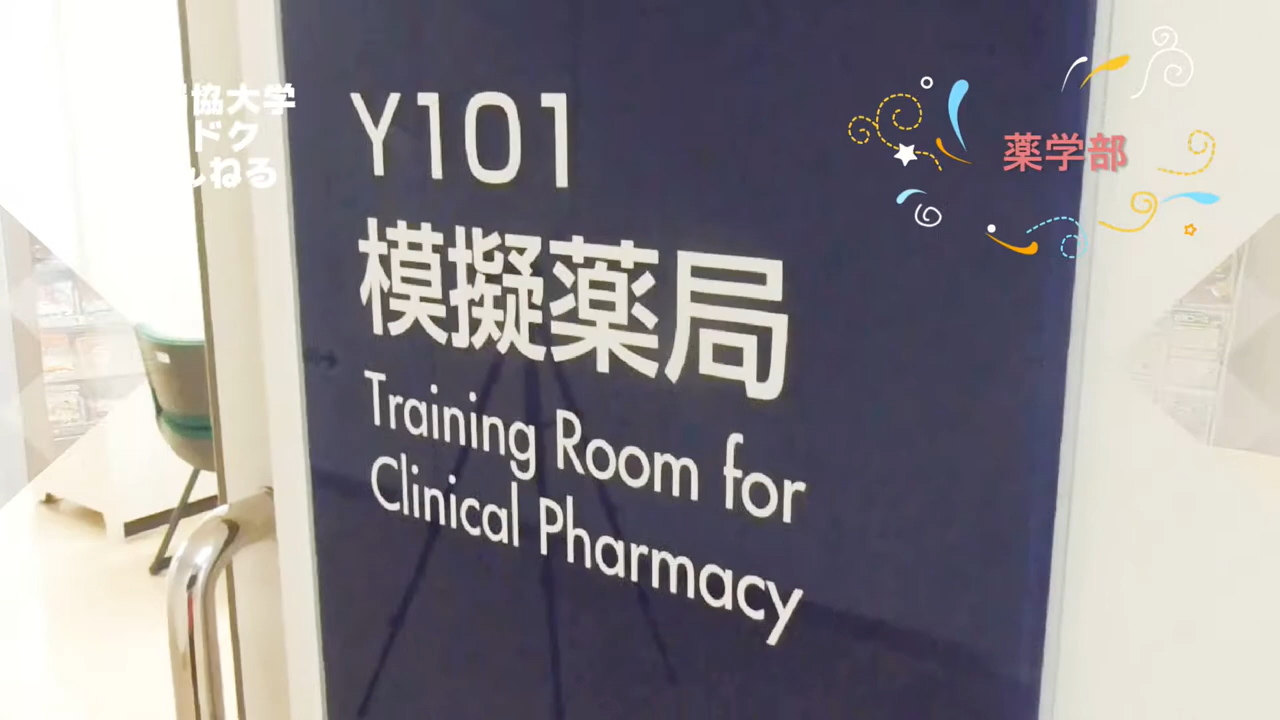 協大学
ドク
んねる
薬学部
Y101
模擬薬局
Training Room for
Clinical Pharmacy